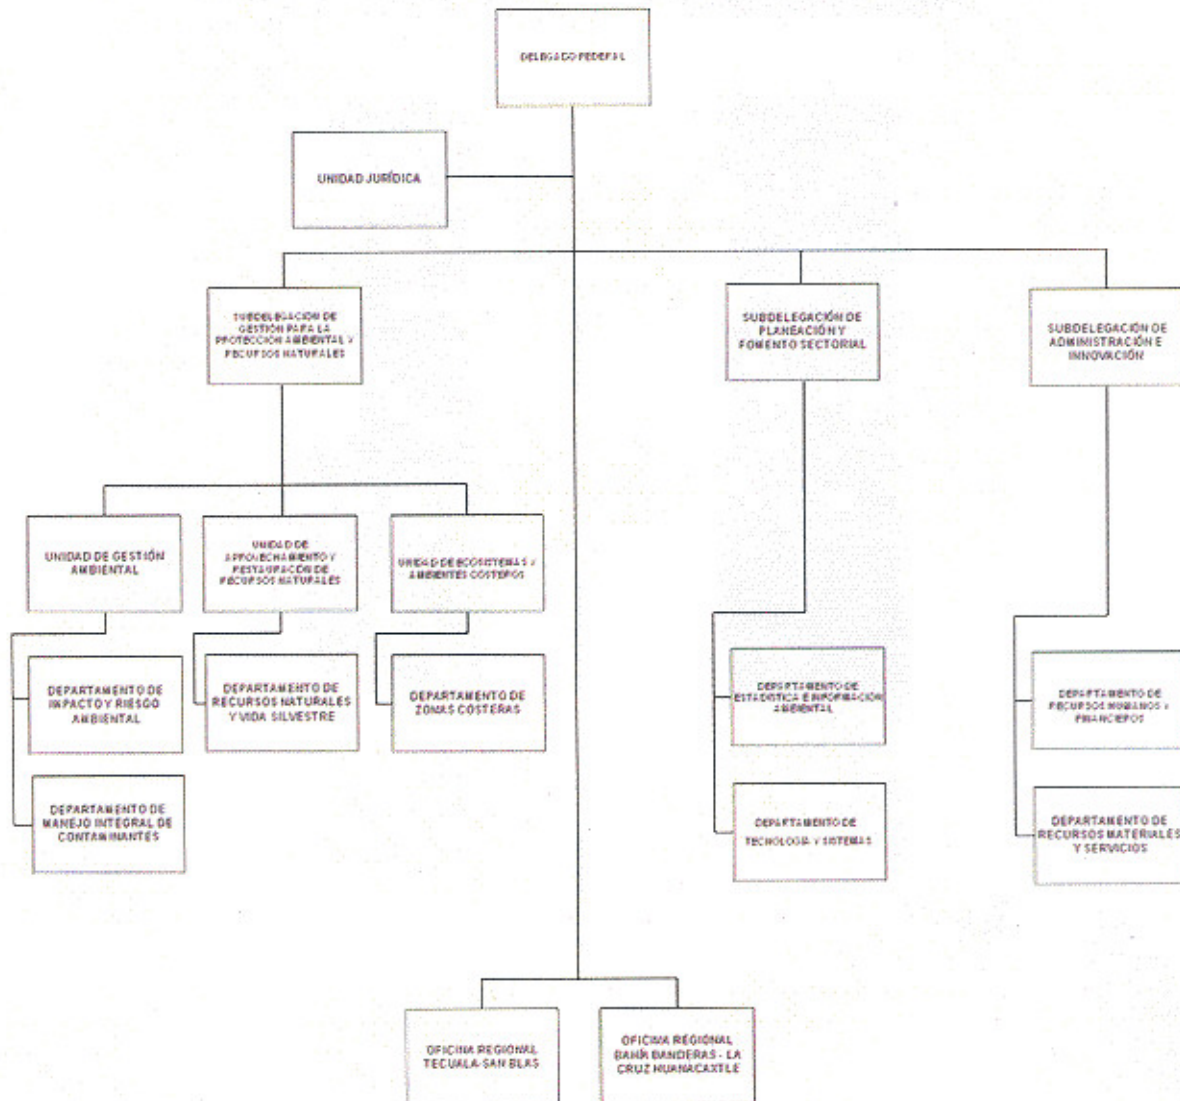 DELEGADO FEDERAL
UNIDAD JURÍDICA
SUBDELEGACIÓN DE
GESTIÓN PARA LA
PROTECCIÓN AMBIENTAL Y
RECURSOS NATURALES
SUBDELEGACIÓN DE
PLANEACIÓN Y
FOMENTO SECTORIAL
SUBDELEGACIÓN DE
ADMINISTRACIÓN E
INNOVACIÓN
UNIDAD DE GESTIÓN
AMBIENTAL
UNIDAD DE
APROVECHAMIENTO Y
RESTAURACIÓN DE
RECURSOS NATURALES
UNIDAD DE ECOSISTEMAS Y
AMBIENTES COSTEROS
DEPARTAMENTO DE
IMPACTO Y RIESGO
AMBIENTAL
DEPARTAMENTO DE
RECURSOS NATURALES
Y VIDA SILVESTRE
DEPARTAMENTO DE
ZONAS COSTERAS
DEPARTAMENTO DE
ESTADÍSTICA E INFORMACIÓN
AMBIENTAL
DEPARTAMENTO DE
RECURSOS HUMANOS Y
FINANCIEROS
DEPARTAMENTO DE
MANEJO INTEGRAL DE
CONTAMINANTES
DEPARTAMENTO DE
TECNOLOGÍA Y SISTEMAS
DEPARTAMENTO DE
RECURSOS MATERIALES
Y SERVICIOS
OFICINA REGIONAL
TECUALA-SAN BLAS
OFICINA REGIONAL
BAHÍA BANDERAS - LA
CRUZ HUANACAXTLE